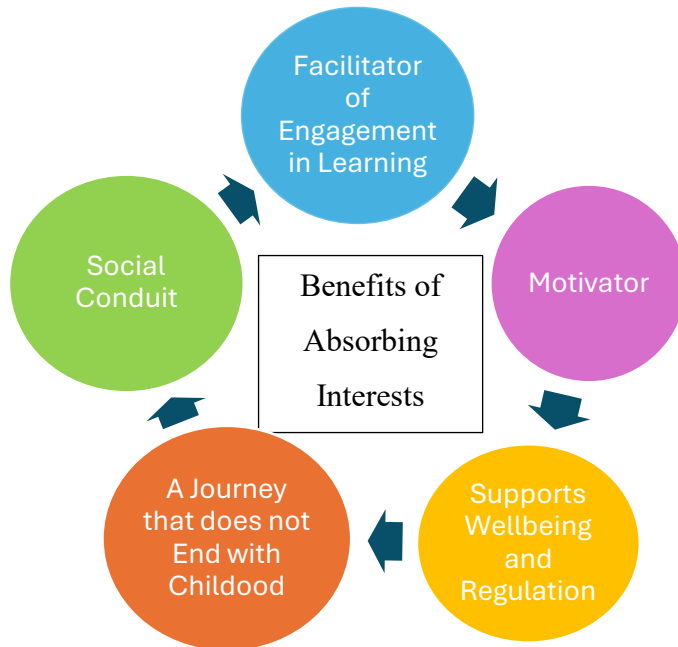 Facilitator
of
Engagement
in Learning
Motivator
Supports
Wellbeing
and
Regulation
A Journey
that does not
End with
Childood
Social
Conduit
Benefits of
Absorbing
Interests